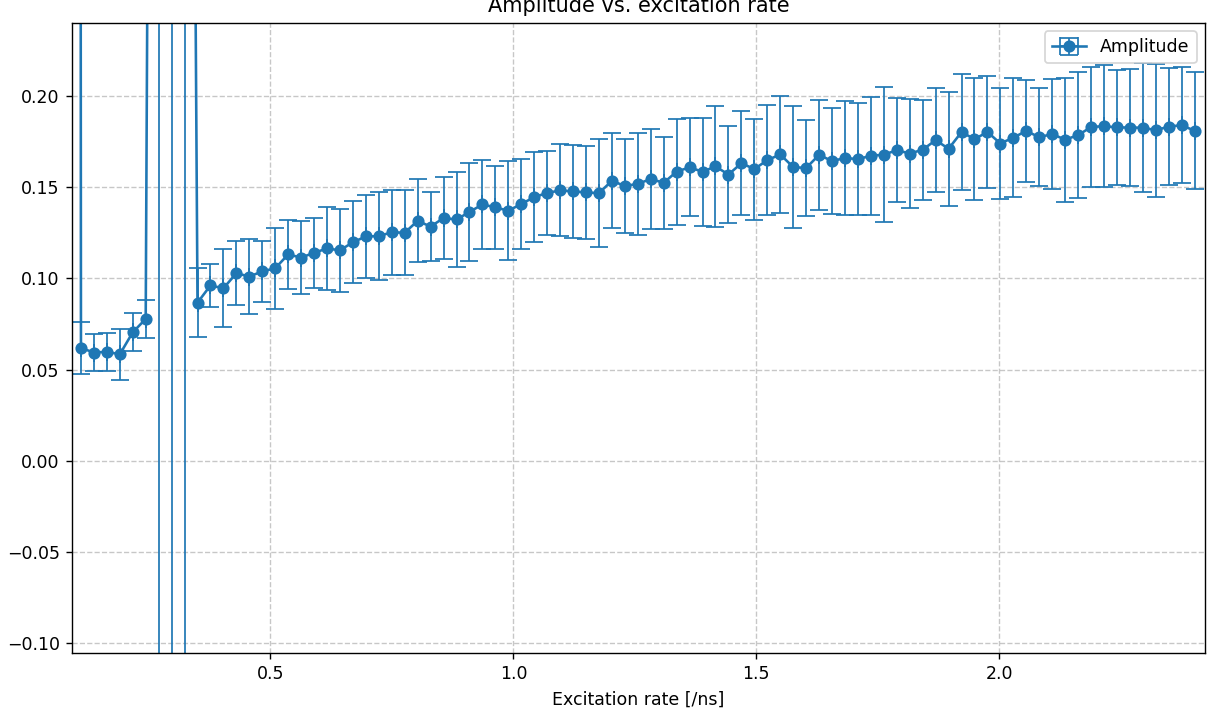 Amplitude vs. excitation rate
Amplitude
0.20
0.15
0.10
0.05
0.00
−0.05
−0.10
0.5 1.0 1.5 2.0
Excitation rate [/ns]